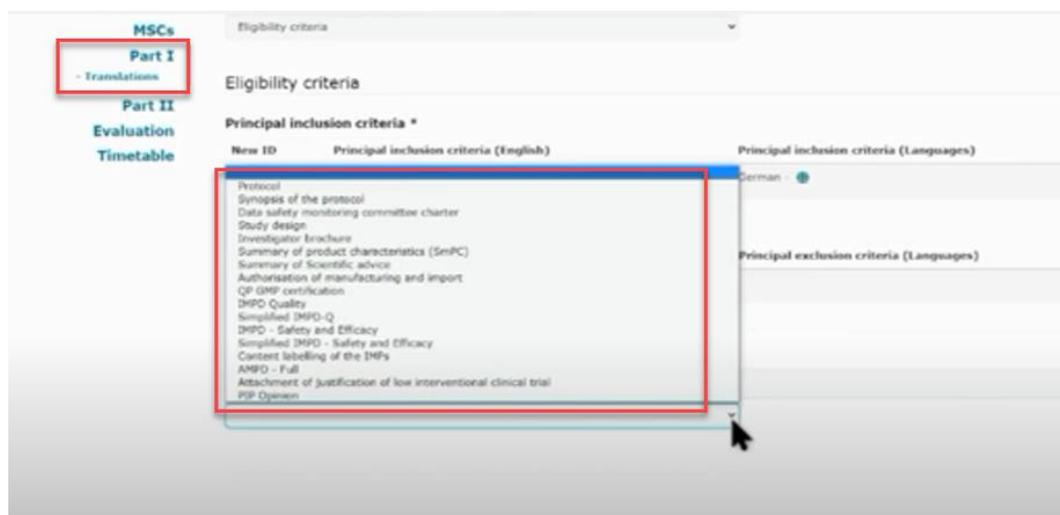 MSCs
Part I
- Translations
Part II
Evaluation
Timetable
Eligibility criteria
Eligibility criteria
Principal inclusion criteria *
New ID Principal inclusion criteria (English) Principal inclusion criteria (Languages)
German -
Protocol
Synopsis of the protocol
Data safety monitoring committee charter
Study design
Investigator brochure
Summary of product characteristics (SmPC)
Summary of Scientific advice
Authorisation of manufacturing and import
QP GMP certification
IMPD Quality
Simplified IMPD-Q
IMPD - Safety and Efficacy
Simplified IMPD - Safety and Efficacy
Content labelling of the IMPs
AMPD - Full
Attachment of justification of low interventional clinical trial
PIP Opinion
Principal exclusion criteria (Languages)